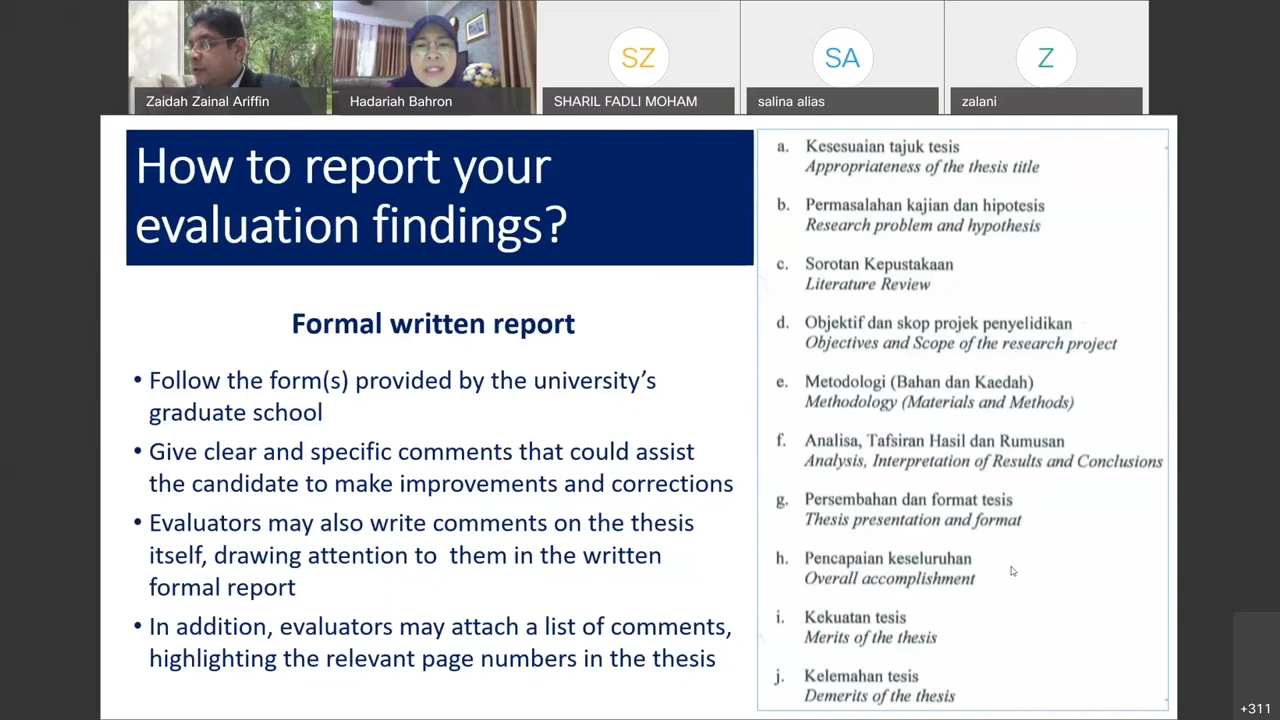 SZ
SA
Z
Zaidah Zainal Ariffin
Hadariah Bahron
SHARIL FADLI MOHAM
salina alias
zalani
How to report your
evaluation findings?
Formal written report
• Follow the form(s) provided by the university’s
graduate school
• Give clear and specific comments that could assist
the candidate to make improvements and corrections
• Evaluators may also write comments on the thesis
itself, drawing attention to them in the written
formal report
• In addition, evaluators may attach a list of comments,
highlighting the relevant page numbers in the thesis
a. Kesesuaian tajuk tesis
Appropriateness of the thesis title
b. Permasalahan kajian dan hipotesis
Research problem and hypothesis
c. Sorotan Kepustakaan
Literature Review
d. Objektif dan skop projek penyelidikan
Objectives and Scope of the research project
e. Metodologi (Bahan dan Kaedah)
Methodology (Materials and Methods)
f. Analisa, Tafsiran Hasil dan Rumusan
Analysis, Interpretation of Results and Conclusions
g. Persembahan dan format tesis
Thesis presentation and format
h. Pencapaian keseluruhan
Overall accomplishment
i. Kekuatan tesis
Merits of the thesis
j. Kelemahan tesis
Demerits of the thesis
+311